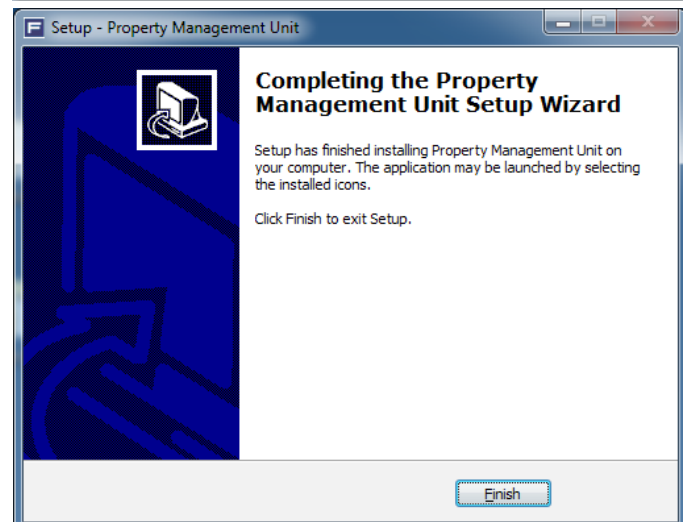 Setup - Property Management Unit
Completing the Property
Management Unit Setup Wizard
Setup has finished installing Property Management Unit on
your computer. The application may be launched by selecting
the installed icons.
Click Finish to exit Setup.
Finish